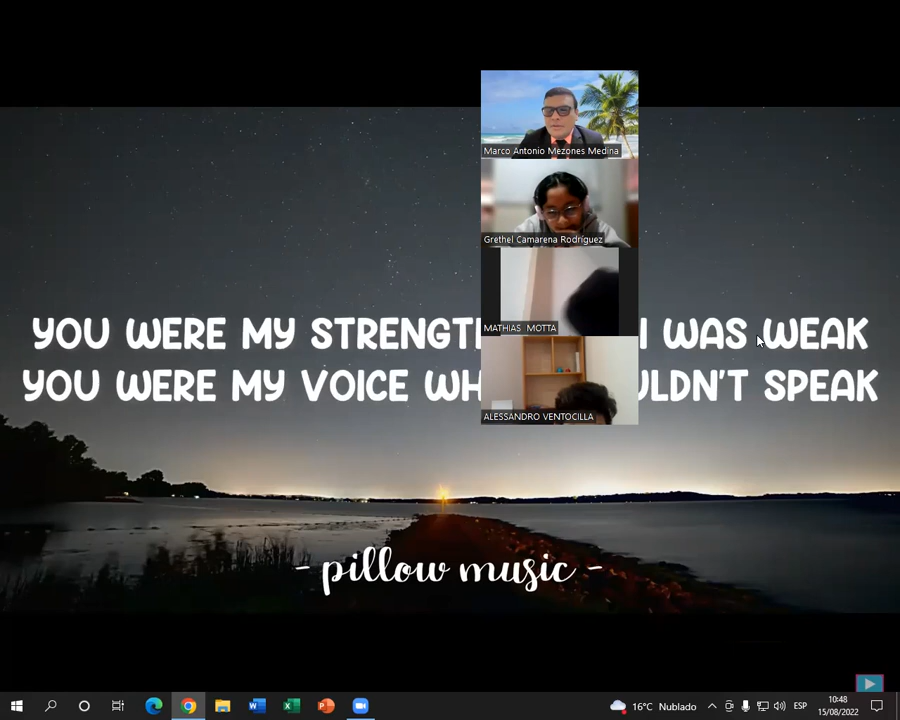 Marco Antonio Mezones Medina
Grethel Camarena Rodríguez
MATHIAS MOTTA
ALESSANDRO VENTOCILLA
YOU WERE MY STRENGT I WAS WEAK
YOU WERE MY VOICE WH ULDN'T SPEAK
- pillow music -
16°C Nublado
ESP
10:48
15/08/2022